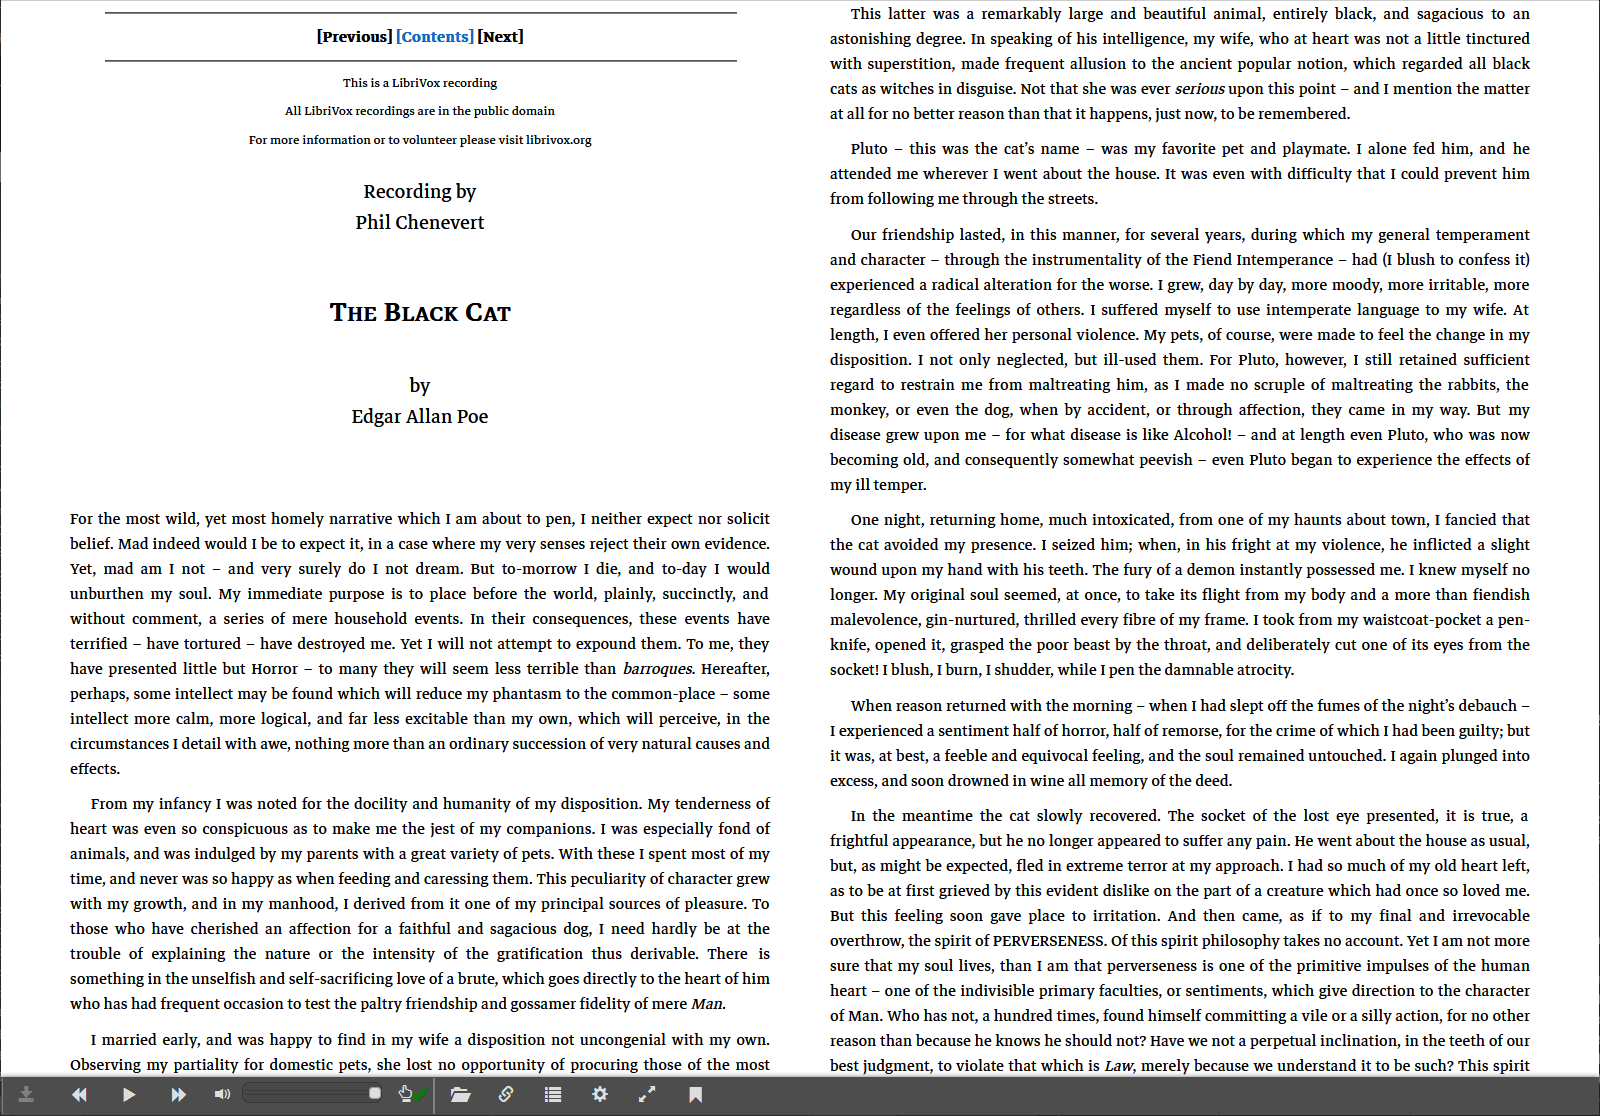 [Previous] [Contents] [Next]
This is a LibriVox recording
All LibriVox recordings are in the public domain
For more information or to volunteer please visit librivox.org
Recording by
Phil Chenevert
The Black Cat
by
Edgar Allan Poe
For the most wild, yet most homely narrative which I am about to pen, I neither expect nor solicit
belief. Mad indeed would I be to expect it, in a case where my very senses reject their own evidence.
Yet, mad am I not – and very surely do I not dream. But to-morrow I die, and to-day I would
unburthen my soul. My immediate purpose is to place before the world, plainly, succinctly, and
without comment, a series of mere household events. In their consequences, these events have
terrified – have tortured – have destroyed me. Yet I will not attempt to expound them. To me, they
have presented little but Horror – to many they will seem less terrible than barroques. Hereafter,
perhaps, some intellect may be found which will reduce my phantasm to the common-place – some
intellect more calm, more logical, and far less excitable than my own, which will perceive, in the
circumstances I detail with awe, nothing more than an ordinary succession of very natural causes and
effects.
From my infancy I was noted for the docility and humanity of my disposition. My tenderness of
heart was even so conspicuous as to make me the jest of my companions. I was especially fond of
animals, and was indulged by my parents with a great variety of pets. With these I spent most of my
time, and never was so happy as when feeding and caressing them. This peculiarity of character grew
with my growth, and in my manhood, I derived from it one of my principal sources of pleasure. To
those who have cherished an affection for a faithful and sagacious dog, I need hardly be at the
trouble of explaining the nature or the intensity of the gratification thus derivable. There is
something in the unselfish and self-sacrificing love of a brute, which goes directly to the heart of him
who has had frequent occasion to test the paltry friendship and gossamer fidelity of mere Man.
I married early, and was happy to find in my wife a disposition not uncongenial with my own.
Observing my partiality for domestic pets, she lost no opportunity of procuring those of the most
This latter was a remarkably large and beautiful animal, entirely black, and sagacious to an
astonishing degree. In speaking of his intelligence, my wife, who at heart was not a little tinctured
with superstition, made frequent allusion to the ancient popular notion, which regarded all black
cats as witches in disguise. Not that she was ever serious upon this point – and I mention the matter
at all for no better reason than that it happens, just now, to be remembered.
Pluto – this was the cat’s name – was my favorite pet and playmate. I alone fed him, and he
attended me wherever I went about the house. It was even with difficulty that I could prevent him
from following me through the streets.
Our friendship lasted, in this manner, for several years, during which my general temperament
and character – through the instrumentality of the Fiend Intemperance – had (I blush to confess it)
experienced a radical alteration for the worse. I grew, day by day, more moody, more irritable, more
regardless of the feelings of others. I suffered myself to use intemperate language to my wife. At
length, I even offered her personal violence. My pets, of course, were made to feel the change in my
disposition. I not only neglected, but ill-used them. For Pluto, however, I still retained sufficient
regard to restrain me from maltreating him, as I made no scruple of maltreating the rabbits, the
monkey, or even the dog, when by accident, or through affection, they came in my way. But my
disease grew upon me – for what disease is like Alcohol! – and at length even Pluto, who was now
becoming old, and consequently somewhat peevish – even Pluto began to experience the effects of
my ill temper.
One night, returning home, much intoxicated, from one of my haunts about town, I fancied that
the cat avoided my presence. I seized him; when, in his fright at my violence, he inflicted a slight
wound upon my hand with his teeth. The fury of a demon instantly possessed me. I knew myself no
longer. My original soul seemed, at once, to take its flight from my body and a more than fiendish
malevolence, gin-nurtured, thrilled every fibre of my frame. I took from my waistcoat-pocket a pen-
knife, opened it, grasped the poor beast by the throat, and deliberately cut one of its eyes from the
socket! I blush, I burn, I shudder, while I pen the damnable atrocity.
When reason returned with the morning – when I had slept off the fumes of the night’s debauch –
I experienced a sentiment half of horror, half of remorse, for the crime of which I had been guilty; but
it was, at best, a feeble and equivocal feeling, and the soul remained untouched. I again plunged into
excess, and soon drowned in wine all memory of the deed.
In the meantime the cat slowly recovered. The socket of the lost eye presented, it is true, a
frightful appearance, but he no longer appeared to suffer any pain. He went about the house as usual,
but, as might be expected, fled in extreme terror at my approach. I had so much of my old heart left,
as to be at first grieved by this evident dislike on the part of a creature which had once so loved me.
But this feeling soon gave place to irritation. And then came, as if to my final and irrevocable
overthrow, the spirit of PERVERSENESS. Of this spirit philosophy takes no account. Yet I am not more
sure that my soul lives, than I am that perverseness is one of the primitive impulses of the human
heart – one of the indivisible primary faculties, or sentiments, which give direction to the character
of Man. Who has not, a hundred times, found himself committing a vile or a silly action, for no other
reason than because he knows he should not? Have we not a perpetual inclination, in the teeth of our
best judgment, to violate that which is Law, merely because we understand it to be such? This spirit